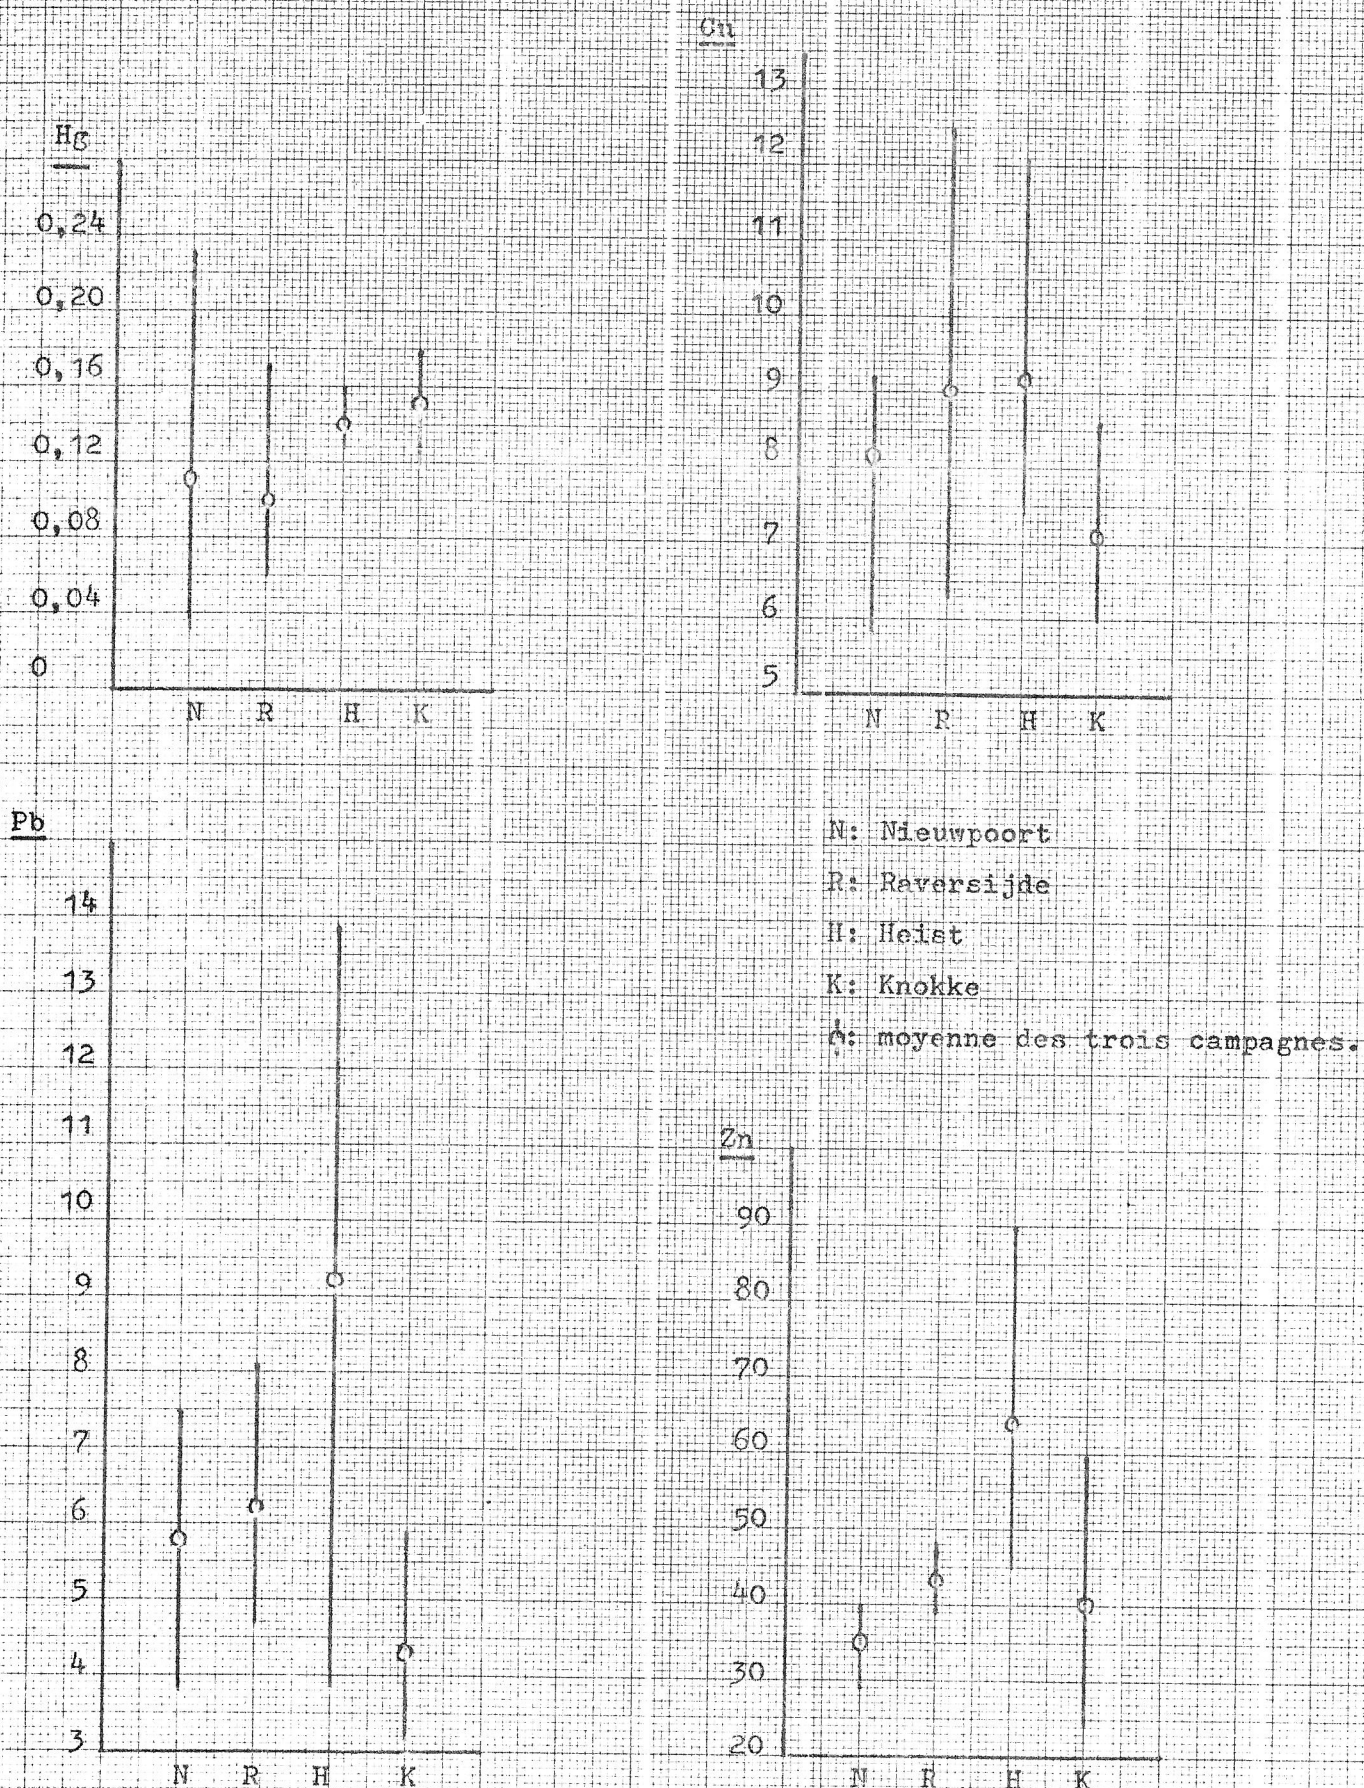 Hg
0,24
0,20
0,16
0,12
0,08
0,04
0
N R H K
Cu
13
12
11
10
9
8
7
6
5
N R H K
Pb
14
13
12
11
10
9
8
7
6
5
4
3
N R H K
N: Nieuwpoort
R: Raversijde
H: Heist
K: Knokke
: moyenne des trois campagnes.
Zn
90
80
70
60
50
40
30
20
N R H K